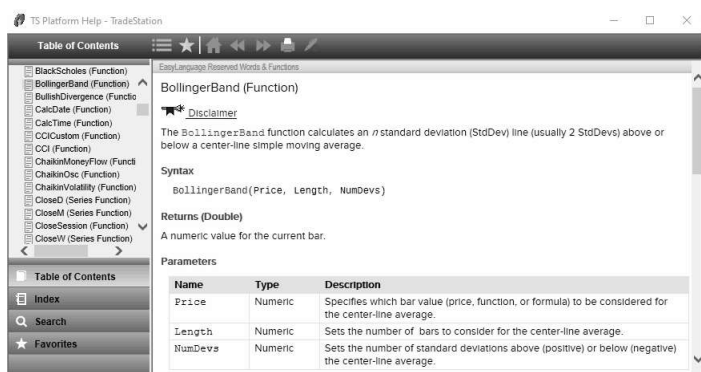 TS Platform Help - TradeStation
Table of Contents
BlackScholes (Function)
BollingerBand (Function)
BullishDivergence (Functio
CalcDate (Function)
CalcTime (Function)
CCICustom (Function)
CCI (Function)
ChaikinMoneyFlow (Functi
ChaikinOsc (Function)
ChaikinVolatility (Function)
CloseD (Series Function)
CloseM (Series Function)
CloseSession (Function)
CloseW (Series Function)
Table of Contents
Index
Search
Favorites
EasyLanguage Reserved Words & Functions
BollingerBand (Function)
Disclaimer
The BollingerBand function calculates an n standard deviation (StdDev) line (usually 2 StdDevs) above or
below a center-line simple moving average.
Syntax
BollingerBand(Price, Length, NumDevs)
Returns (Double)
A numeric value for the current bar.
Parameters
Name Type Description
Price Numeric Specifies which bar value (price, function, or formula) to be considered for
the center-line average.
Length Numeric Sets the number of bars to consider for the center-line average.
NumDevs Numeric Sets the number of standard deviations above (positive) or below (negative)
the center-line average.